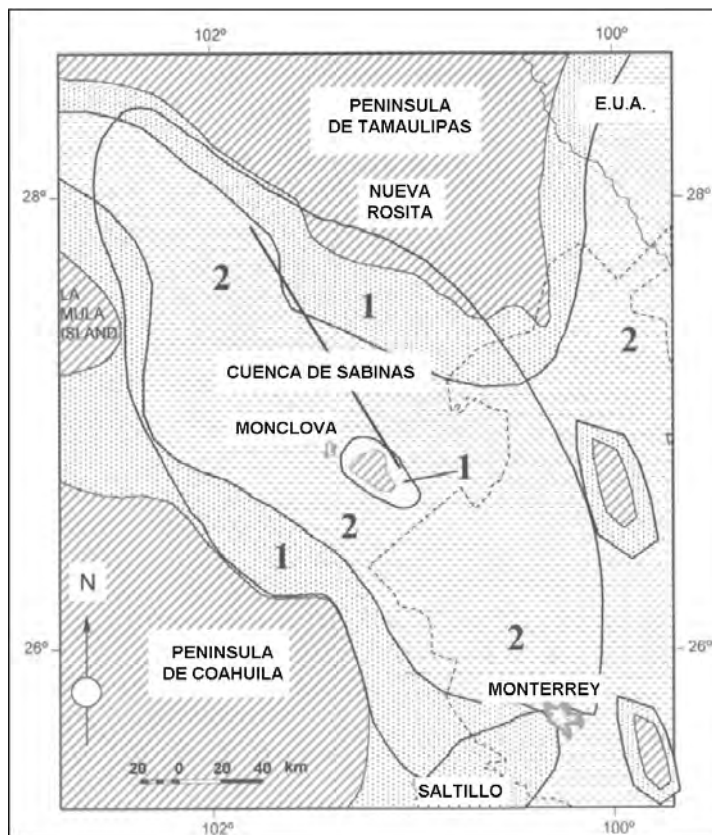 102º 100º
PENINSULA
DE TAMAULIPAS
E.U.A.
28º 28º
NUEVA
ROSITA
2
LA
MULA
ISLAND
1
2
CUENCA DE SABINAS
MONCLOVA
1
2
1
N
26º 26º
2
PENINSULA
DE COAHUILA
MONTERREY
20 0 20 40 km
SALTILLO
102º 100º